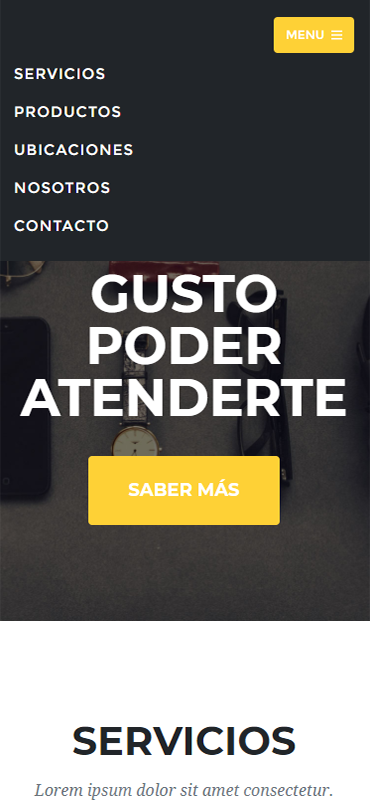 MENU
SERVICIOS
PRODUCTOS
UBICACIONES
NOSOTROS
CONTACTO
GUSTO
PODER
ATENDERTE
SABER MÁS
SERVICIOS
Lorem ipsum dolor sit amet consectetur.